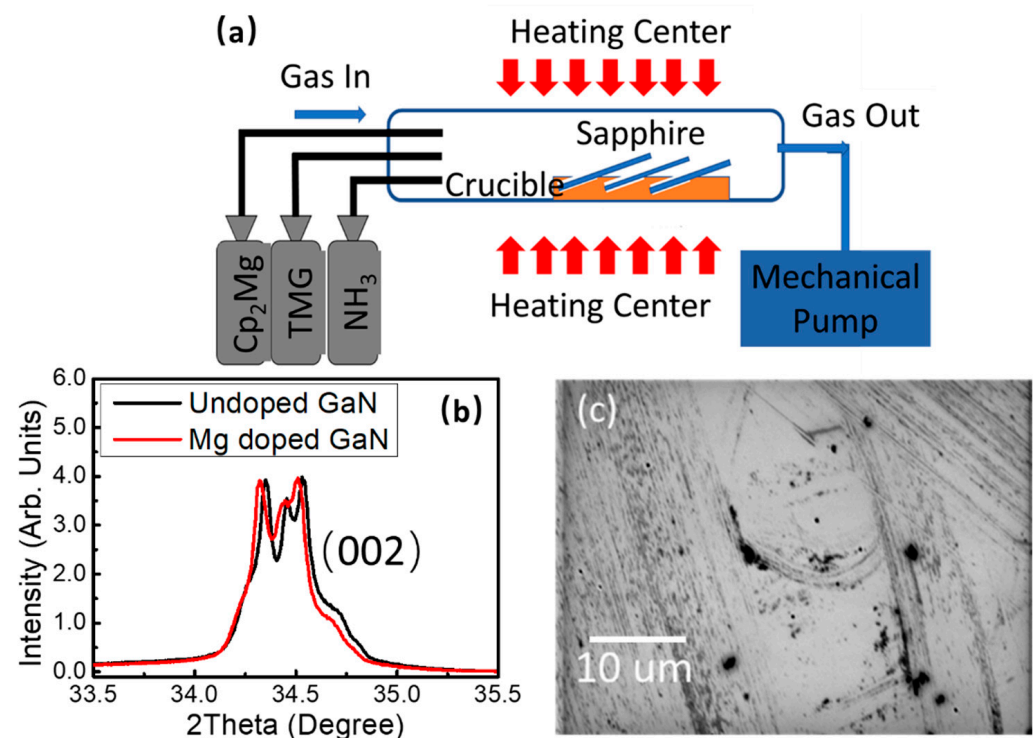 (a)
Heating Center
Gas In
Gas Out
Sapphire
Crucible
Cp₂Mg
TMG
NH₃
Heating Center
Mechanical
Pump
(b)
Undoped GaN
Mg doped GaN
(002)
Intensity (Arb. Units)
6.0
5.0
4.0
3.0
2.0
1.0
0.0
33.5 34.0 34.5 35.0 35.5
2Theta (Degree)
(c)
10 um